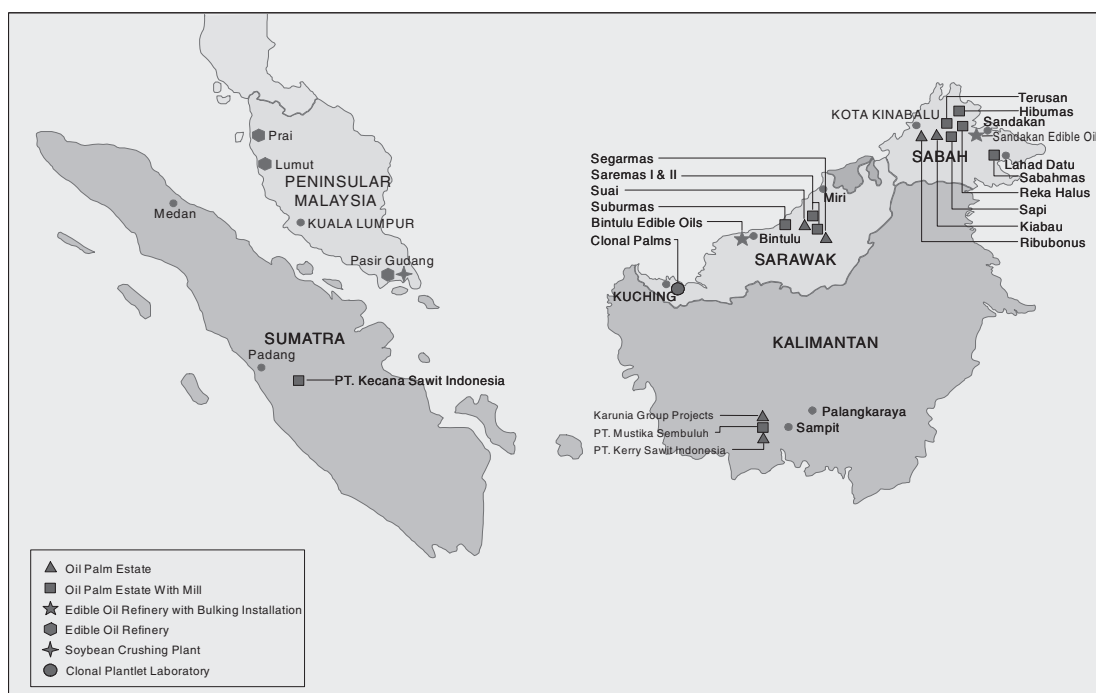 Prai
Lumut
PENINSULAR
MALAYSIA
KUALA LUMPUR
Medan
Pasir Gudang
SUMATRA
Padang
PT. Kecana Sawit Indonesia
Segarmas
Saremas I & II
Suai
Suburmas
Bintulu Edible Oils
Clonal Palms
Miri
Bintulu
SARAWAK
KUCHING
KOTA KINABALU
SABAH
Terusan
Hibumas
Sandakan
Sandakan Edible Oil
Lahad Datu
Sabahmas
Reka Halus
Sapi
Kiabau
Ribubonus
KALIMANTAN
Karunia Group Projects
PT. Mustika Sembuluh
PT. Kerry Sawit Indonesia
Palangkaraya
Sampit
Oil Palm Estate
Oil Palm Estate With Mill
Edible Oil Refinery with Bulking Installation
Edible Oil Refinery
Soybean Crushing Plant
Clonal Plantlet Laboratory